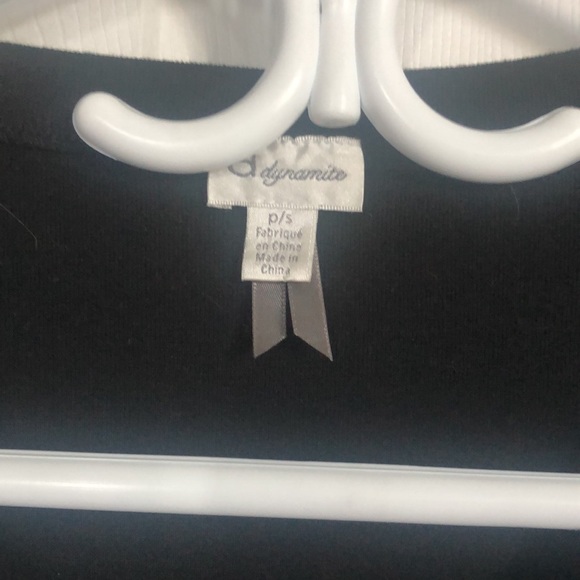 d dynamite
p/s
Fabriqué
en Chine
Made in
China